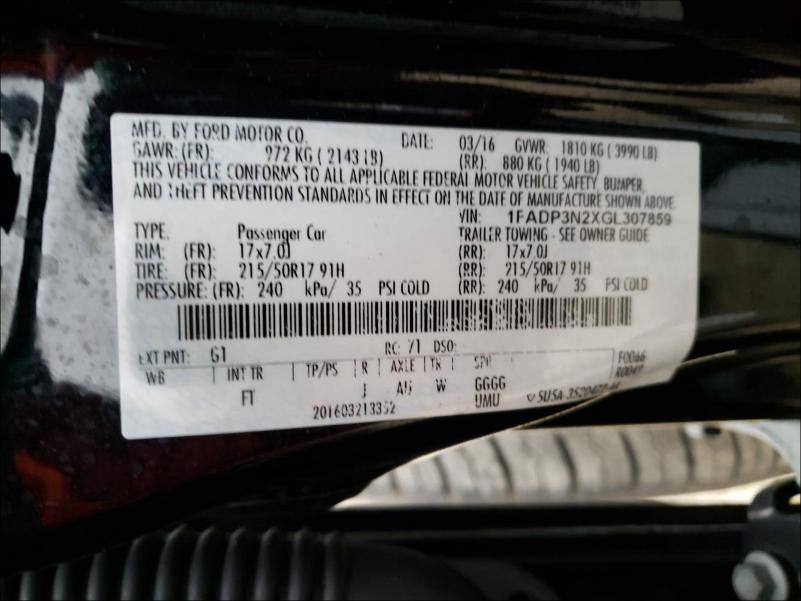 MFD. BY FORD MOTOR CO. DATE: 03/16 GVWR: 1810 KG ( 3990 LB)
GAWR: (FR): 972 KG ( 2143 LB) (RR): 880 KG ( 1940 LB)
THIS VEHICLE CONFORMS TO ALL APPLICABLE FEDERAL MOTOR VEHICLE SAFETY, BUMPER,
AND THEFT PREVENTION STANDARDS IN EFFECT ON THE DATE OF MANUFACTURE SHOWN ABOVE.
VIN: 1FADP3N2XGL307859
TYPE: Passenger Car TRAILER TOWING - SEE OWNER GUIDE
RIM: (FR) 17x7.0J (RR): 17x7.0J
TIRE: (FR) 215/50R17 91H (RR): 215/50R17 91H
PRESSURE: (FR): 240 kPa/ 35 PSI COLD (RR): 240 kPa/ 35 PSI COLD
EXT PNT: G1 RC: 71 DSO:
WB INT TR TP/PS R AXLE TR F0066
FT J W GGGG
201603213352 UMU